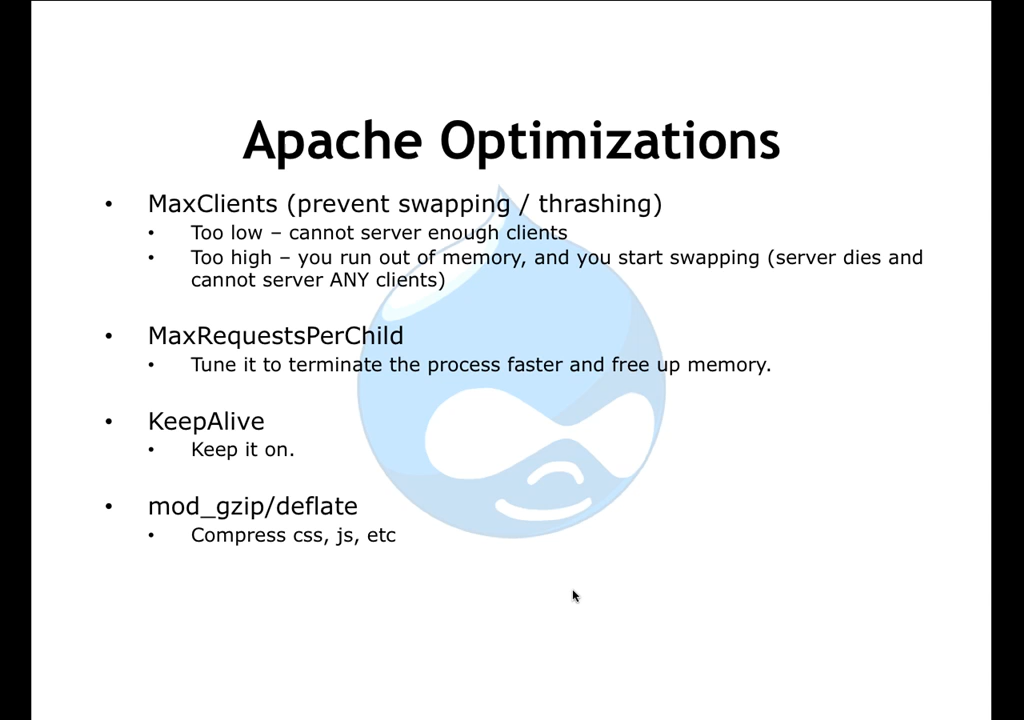 Apache Optimizations
• MaxClients (prevent swapping / thrashing)
• Too low – cannot server enough clients
• Too high – you run out of memory, and you start swapping (server dies and
cannot server ANY clients)
• MaxRequestsPerChild
• Tune it to terminate the process faster and free up memory.
• KeepAlive
• Keep it on.
• mod_gzip/deflate
• Compress css, js, etc